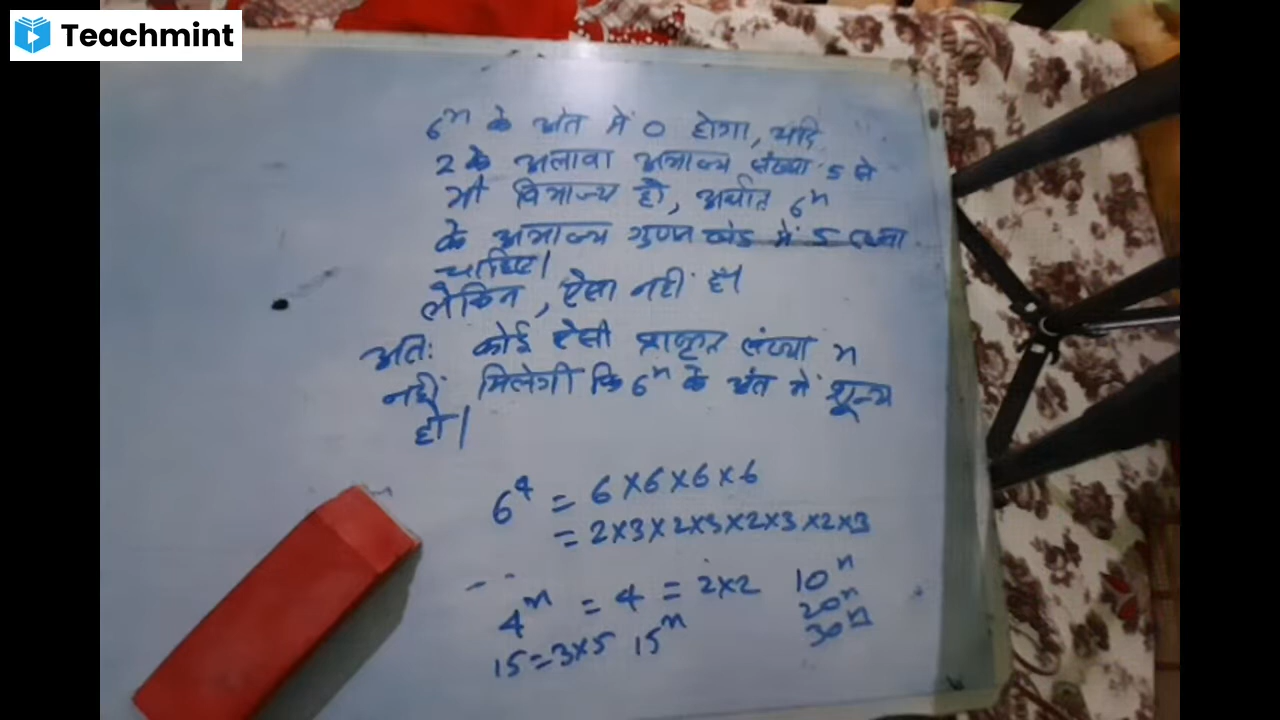 Teachmint
6ⁿ के अंत में 0 होगा, यदि
2 के अलावा अभाज्य संख्या 5 से
भी विभाज्य हो, अर्थात 6ⁿ
के अभाज्य गुणन खंड में 5
चाहिए।
लेकिन, ऐसा नहीं है।
अतः कोई ऐसी प्राकृत संख्या n
नहीं मिलेगी कि 6ⁿ के अंत में शून्य
हो।
6⁴ = 6×6×6×6
= 2×3×2×3×2×3×2×3
4ⁿ = 4 = 2×2 10ⁿ
20ⁿ
15=3×5 15ⁿ 30ⁿ